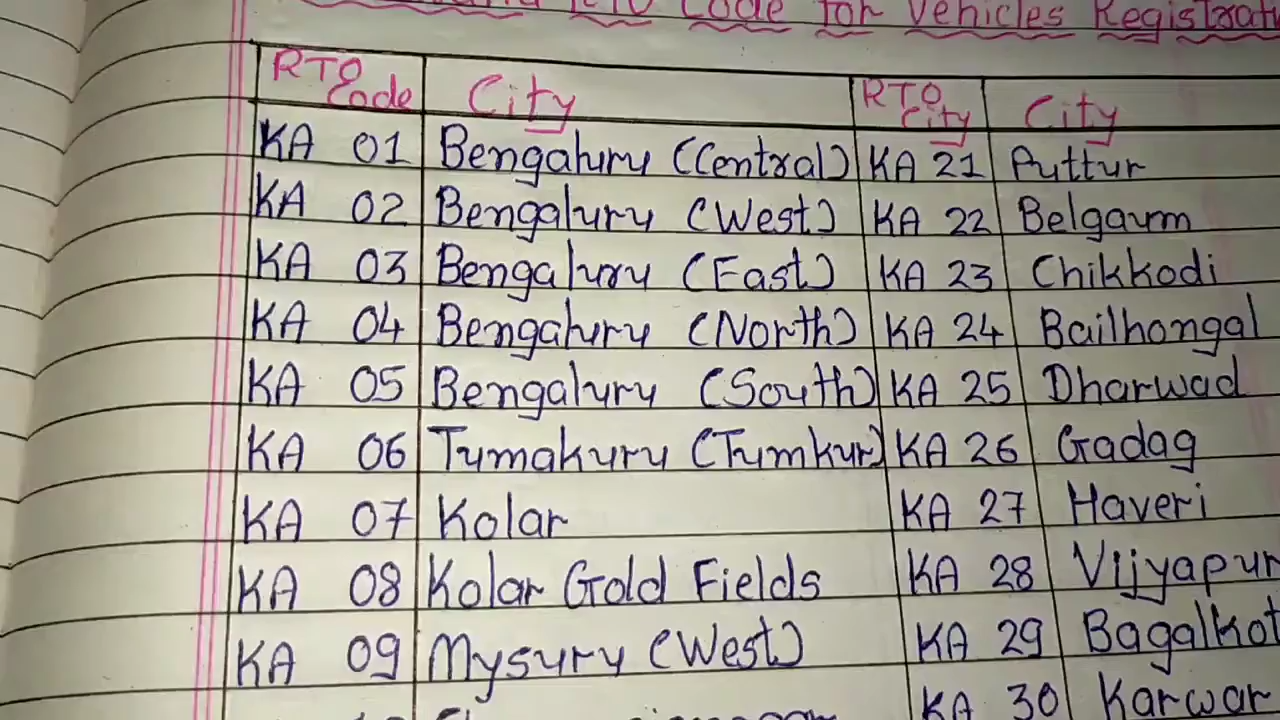 Code for Vehicles Registrati
RTO Code City RTO City City
KA 01 Bengaluru (Central) KA 21 Puttur
KA 02 Bengaluru (West) KA 22 Belgaum
KA 03 Bengaluru (East) KA 23 Chikkodi
KA 04 Bengaluru (North) KA 24 Bailhongal
KA 05 Bengaluru (South) KA 25 Dharwad
KA 06 Tumakuru (Tumkur) KA 26 Gadag
KA 07 Kolar KA 27 Haveri
KA 08 Kolar Gold Fields KA 28 Vijyapur
KA 09 Mysuru (West) KA 29 Bagalkot
KA 30 Karwar